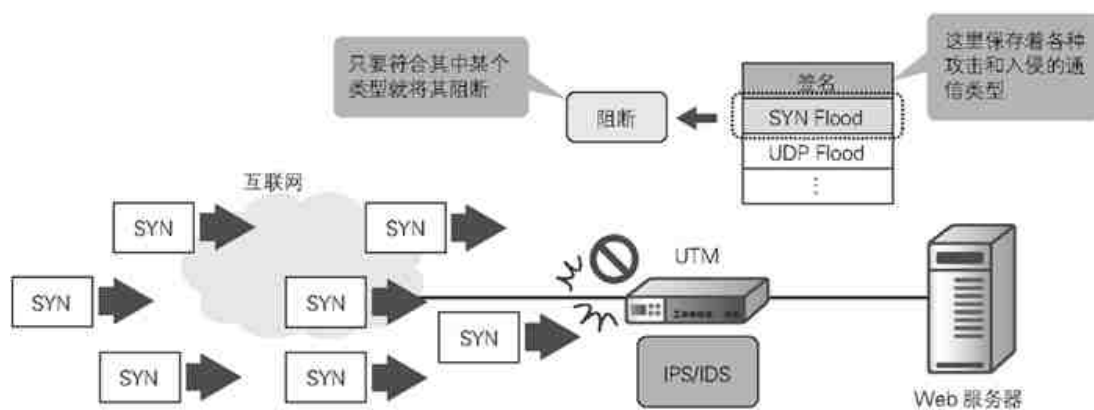 只要符合其中某个
类型就将其阻断
阻断
签名
SYN Flood
UDP Flood
⋮
这里保存着各种
攻击和入侵的通
信类型
互联网
SYN
SYN
SYN
SYN
SYN
SYN
SYN
UTM
IPS/IDS
Web 服务器